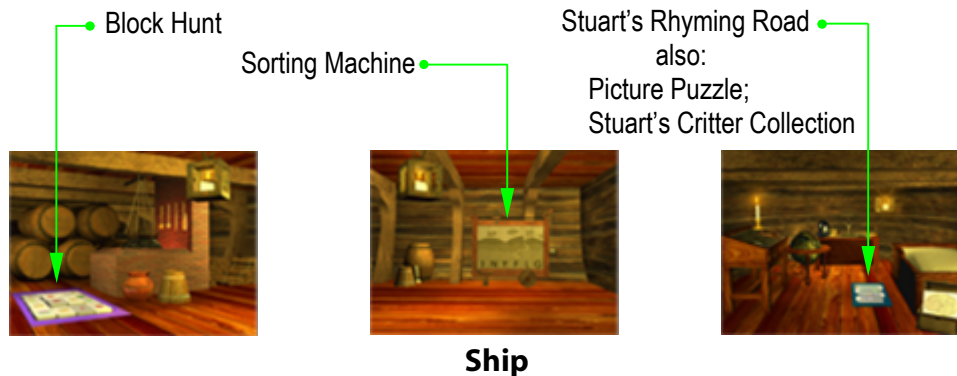 Block Hunt
Sorting Machine
Stuart’s Rhyming Road
also:
Picture Puzzle;
Stuart’s Critter Collection
Ship